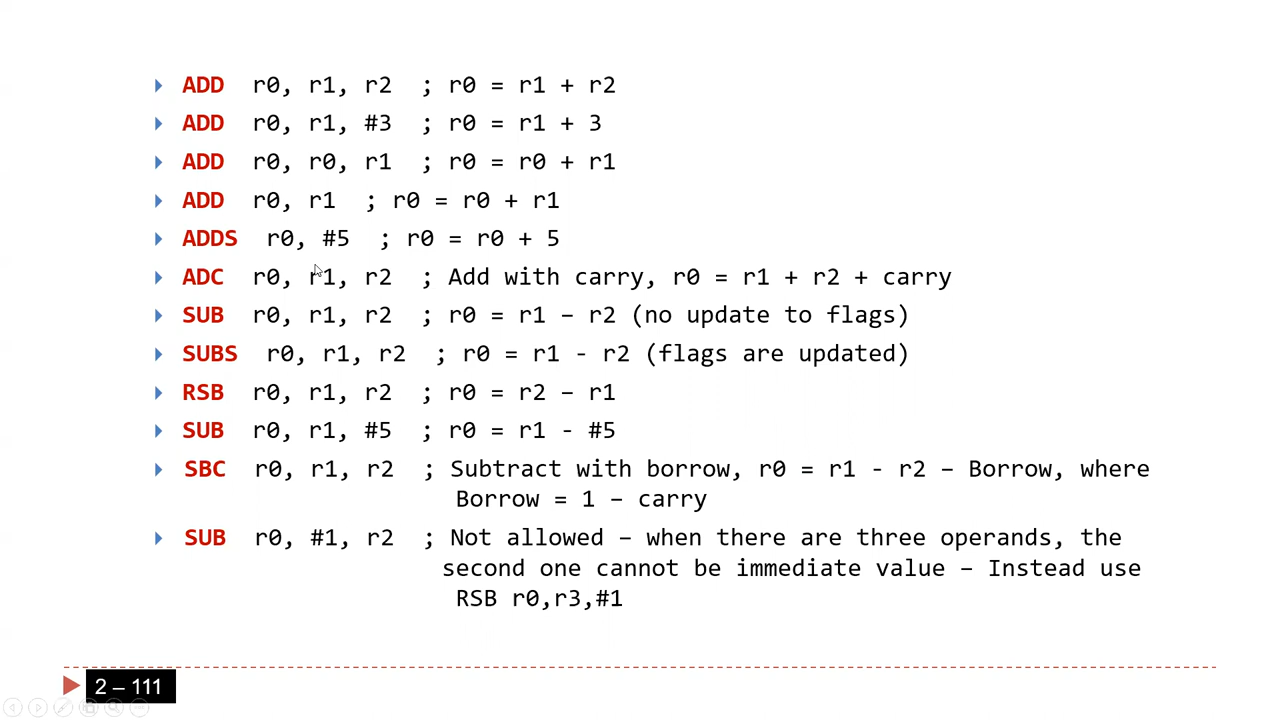 ADD r0, r1, r2 ; r0 = r1 + r2
ADD r0, r1, #3 ; r0 = r1 + 3
ADD r0, r0, r1 ; r0 = r0 + r1
ADD r0, r1 ; r0 = r0 + r1
ADDS r0, #5 ; r0 = r0 + 5
ADC r0, r1, r2 ; Add with carry, r0 = r1 + r2 + carry
SUB r0, r1, r2 ; r0 = r1 – r2 (no update to flags)
SUBS r0, r1, r2 ; r0 = r1 - r2 (flags are updated)
RSB r0, r1, r2 ; r0 = r2 – r1
SUB r0, r1, #5 ; r0 = r1 - #5
SBC r0, r1, r2 ; Subtract with borrow, r0 = r1 - r2 – Borrow, where
Borrow = 1 – carry
SUB r0, #1, r2 ; Not allowed – when there are three operands, the
second one cannot be immediate value – Instead use
RSB r0,r3,#1
2 – 111